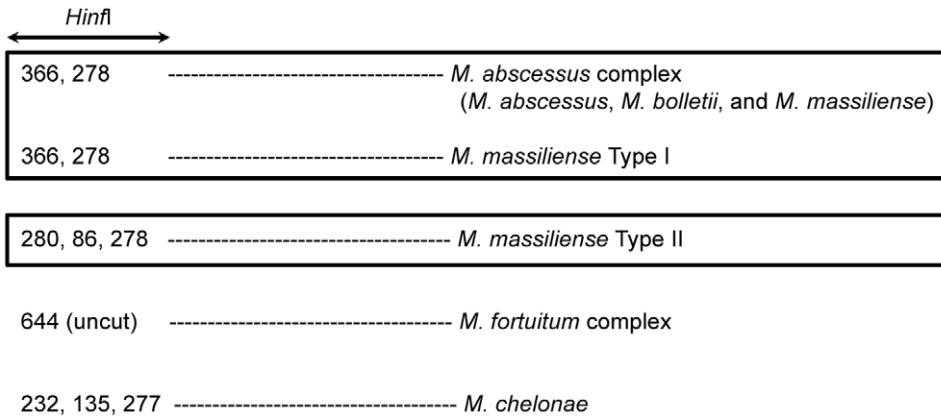 HinfI
366, 278 ---------------------------------- M. abscessus complex
(M. abscessus, M. bolletii, and M. massiliense)
366, 278 ---------------------------------- M. massiliense Type I
280, 86, 278 ----------------------------------- M. massiliense Type II
644 (uncut) ----------------------------------- M. fortuitum complex
232, 135, 277 ----------------------------------- M. chelonae